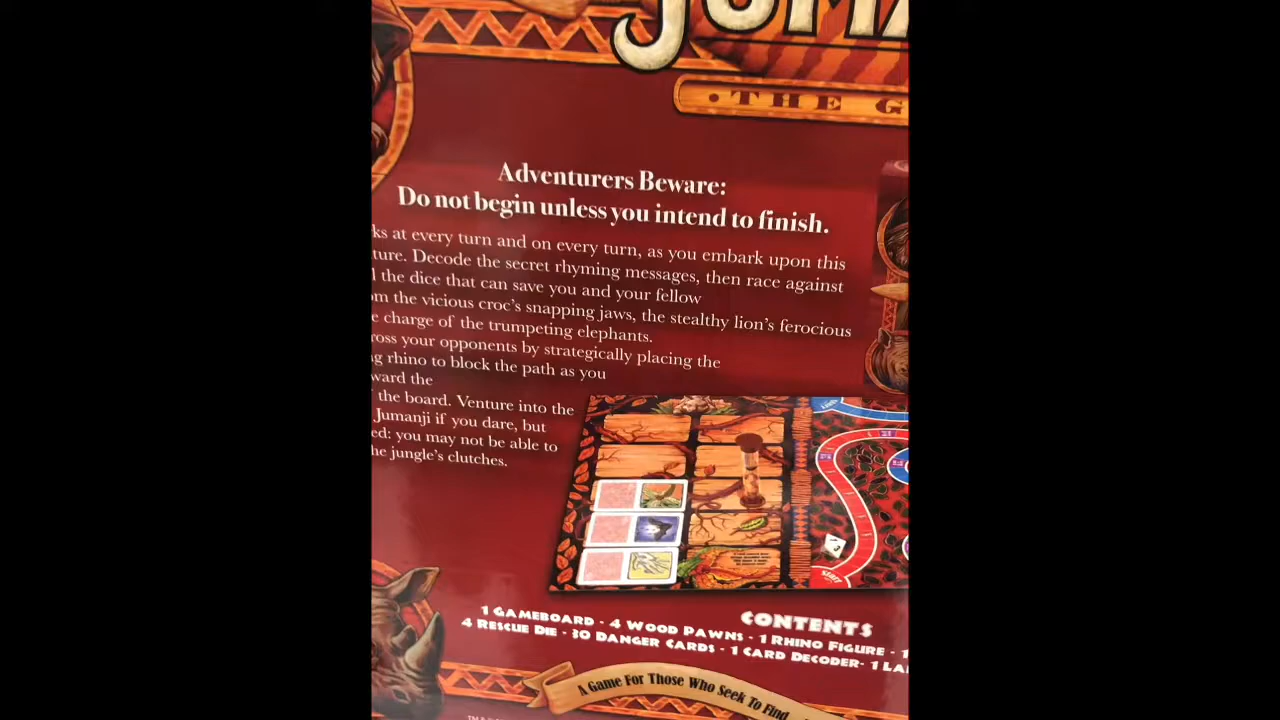 JUMA
• THE G
Adventurers Beware:
Do not begin unless you intend to finish.
ks at every turn and on every turn, as you embark upon this
ture. Decode the secret rhyming messages, then race against
l the dice that can save you and your fellow
om the vicious croc's snapping jaws, the stealthy lion's ferocious
e charge of the trumpeting elephants.
ross your opponents by strategically placing the
ng rhino to block the path as you
ward the
the board. Venture into the
Jumanji if you dare, but
ed: you may not be able to
he jungle's clutches.
START
CONTENTS
1 GAMEBOARD - 4 WOOD PAWNS - 1 RHINO FIGURE - 1
4 RESCUE DIE - 30 DANGER CARDS - 1 CARD DECODER- 1 LA
A Game For Those Who Seek To Find